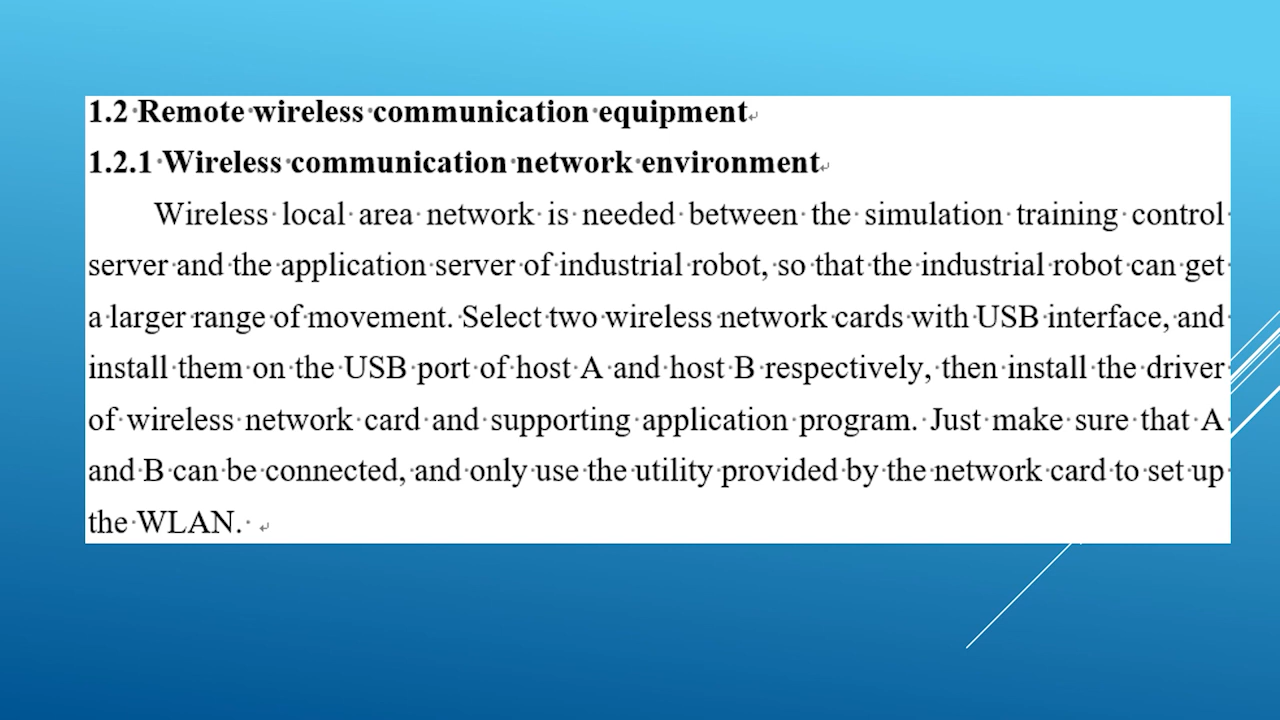 1.2 Remote wireless communication equipment
1.2.1 Wireless communication network environment
Wireless local area network is needed between the simulation training control
server and the application server of industrial robot, so that the industrial robot can get
a larger range of movement. Select two wireless network cards with USB interface, and
install them on the USB port of host A and host B respectively, then install the driver
of wireless network card and supporting application program. Just make sure that A
and B can be connected, and only use the utility provided by the network card to set up
the WLAN.